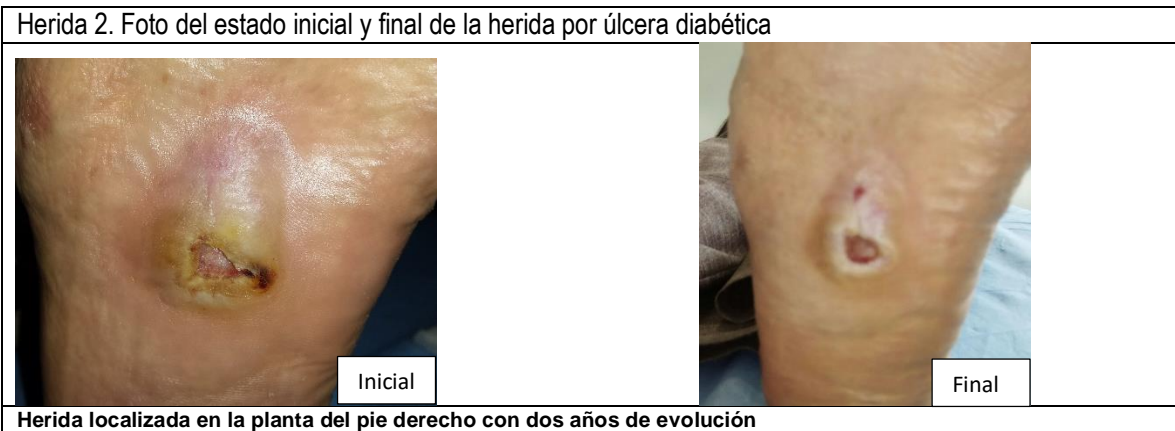 Herida 2. Foto del estado inicial y final de la herida por úlcera diabética
Inicial
Final
Herida localizada en la planta del pie derecho con dos años de evolución